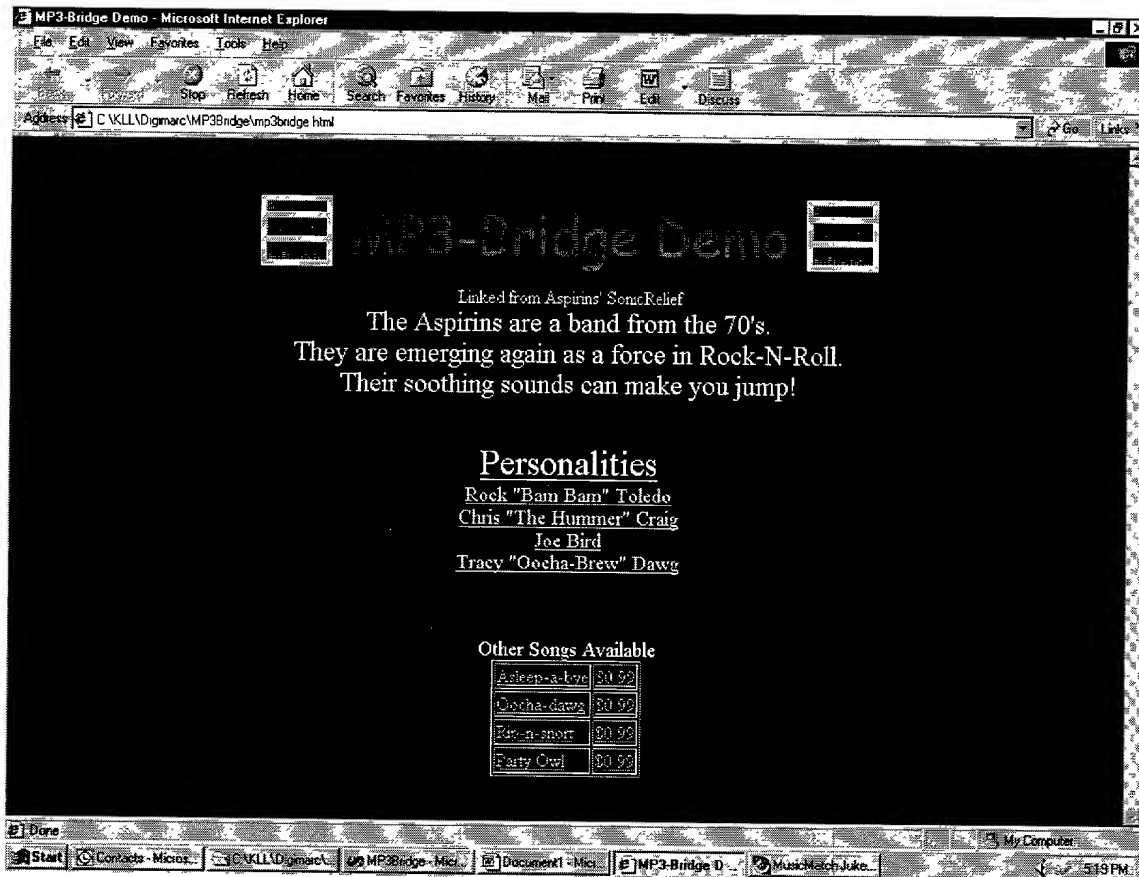 MP3-Bridge Demo - Microsoft Internet Explorer
File Edit View Favorites Tools Help
Back Forward Stop Refresh Home Search Favorites History Mail Print Edit Discuss
Address C:\KLL\Digimarc\MP3Bridge\mp3bridge html Go Links
MP3-Bridge Demo
Linked from Aspirins' SonicRelief
The Aspirins are a band from the 70's.
They are emerging again as a force in Rock-N-Roll.
Their soothing sounds can make you jump!
Personalities
Rock "Bam Bam" Toledo
Chris "The Hummer" Craig
Joe Bird
Tracy "Oocha-Brew" Dawg
Other Songs Available
Asleep-a-bye $0.99
Oocha-dawg $0.99
Rip-n-snort $0.99
Party Owl $0.99
Done My Computer
Start Contacts - Micros... C:\KLL\Digimarc\... MP3Bridge - Micr... Document1 - Micr... MP3-Bridge D... MusicMatch Juke... 5:19 PM